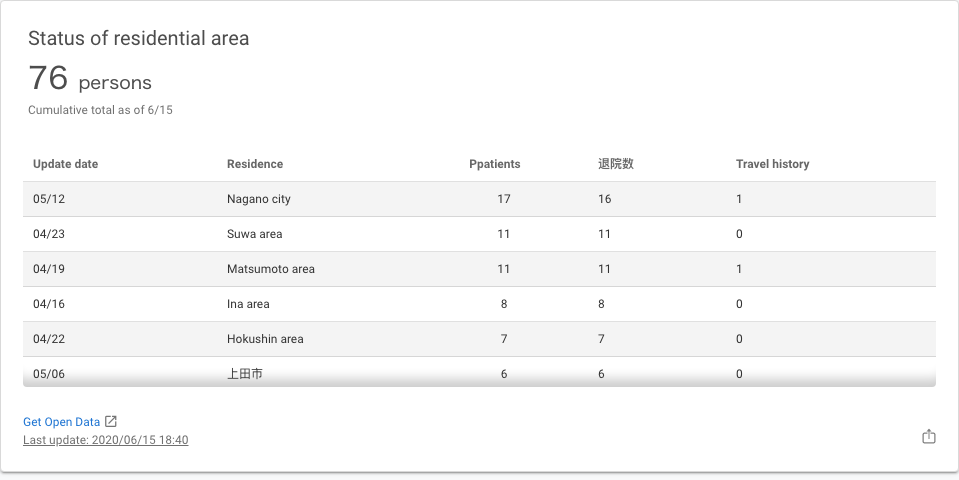 Status of residential area
76 persons
Cumulative total as of 6/15
Update date Residence Ppatients 退院数 Travel history
05/12 Nagano city 17 16 1
04/23 Suwa area 11 11 0
04/19 Matsumoto area 11 11 1
04/16 Ina area 8 8 0
04/22 Hokushin area 7 7 0
05/06 上田市 6 6 0
Get Open Data
Last update: 2020/06/15 18:40